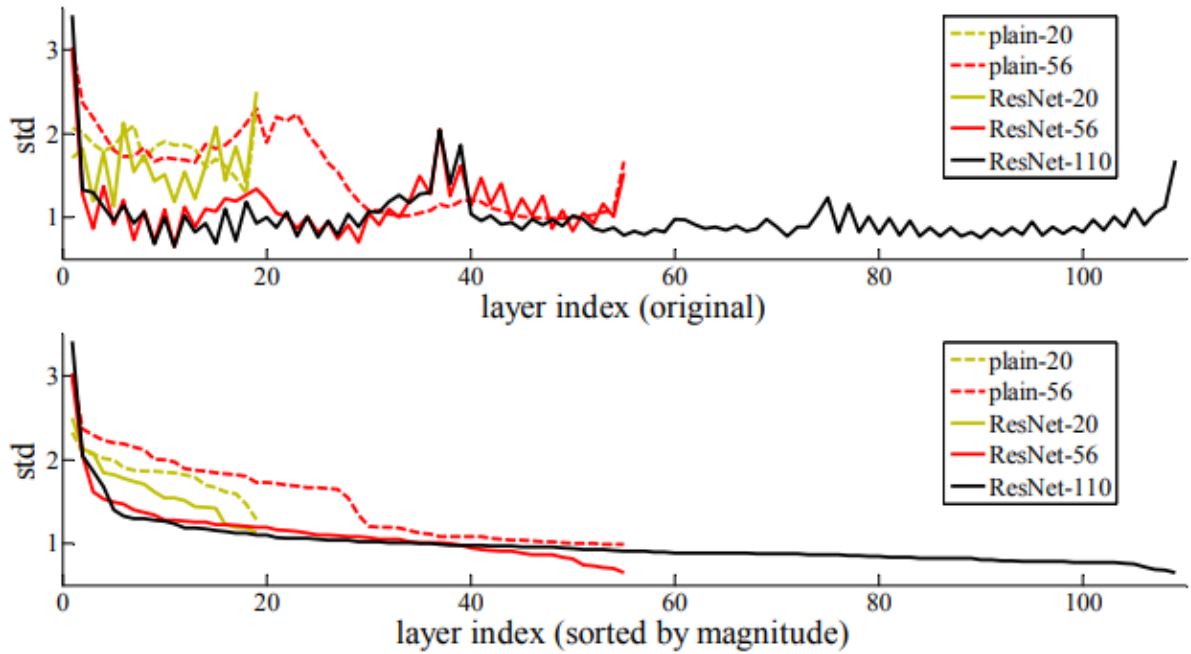 3
2
1
std
plain-20
plain-56
ResNet-20
ResNet-56
ResNet-110
0 20 40 60 80 100
layer index (original)
3
2
1
std
plain-20
plain-56
ResNet-20
ResNet-56
ResNet-110
0 20 40 60 80 100
layer index (sorted by magnitude)